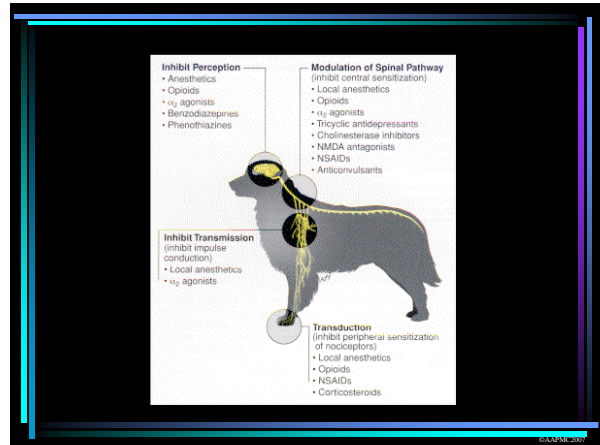 Inhibit Perception
• Anesthetics
• Opioids
• α2 agonists
• Benzodiazepines
• Phenothiazines
Modulation of Spinal Pathway
(inhibit central sensitization)
• Local anesthetics
• Opioids
• α2 agonists
• Tricyclic antidepressants
• Cholinesterase inhibitors
• NMDA antagonists
• NSAIDs
• Anticonvulsants
Inhibit Transmission
(inhibit impulse
conduction)
• Local anesthetics
• α2 agonists
Transduction
(inhibit peripheral sensitization
of nociceptors)
• Local anesthetics
• Opioids
• NSAIDs
• Corticosteroids
©AAPMC2007